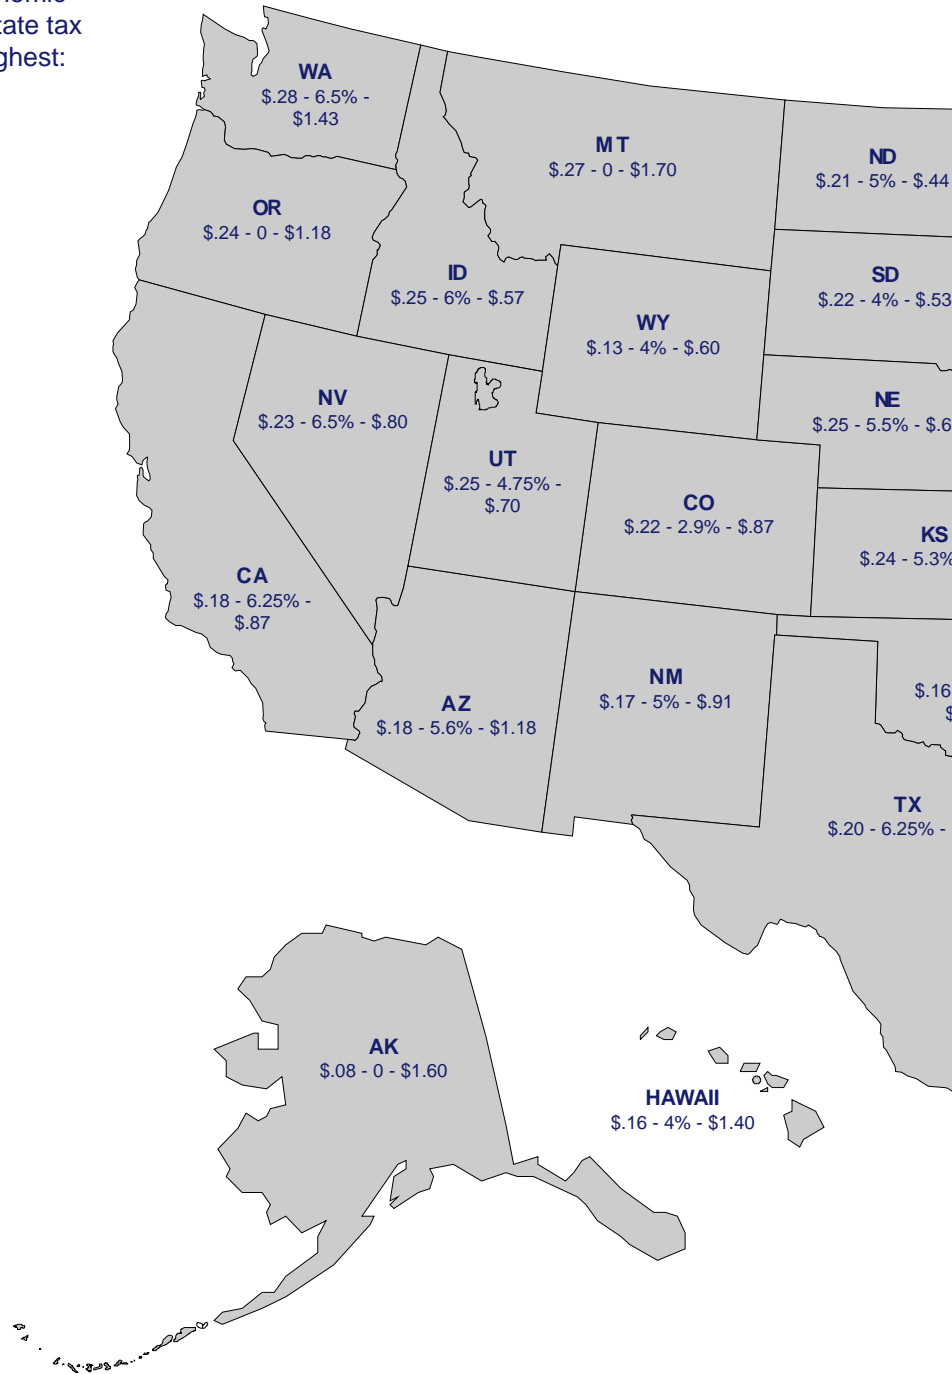 tate tax
ghest:
WA
$.28 - 6.5% -
$1.43
MT
$.27 - 0 - $1.70
ND
$.21 - 5% - $.44
OR
$.24 - 0 - $1.18
ID
$.25 - 6% - $.57
SD
$.22 - 4% - $.53
WY
$.13 - 4% - $.60
NV
$.23 - 6.5% - $.80
NE
$.25 - 5.5% - $.6
UT
$.25 - 4.75% -
$.70
CO
$.22 - 2.9% - $.87
KS
$.24 - 5.3%
CA
$.18 - 6.25% -
$.87
AZ
$.18 - 5.6% - $1.18
NM
$.17 - 5% - $.91
$.16
TX
$.20 - 6.25% -
AK
$.08 - 0 - $1.60
HAWAII
$.16 - 4% - $1.40